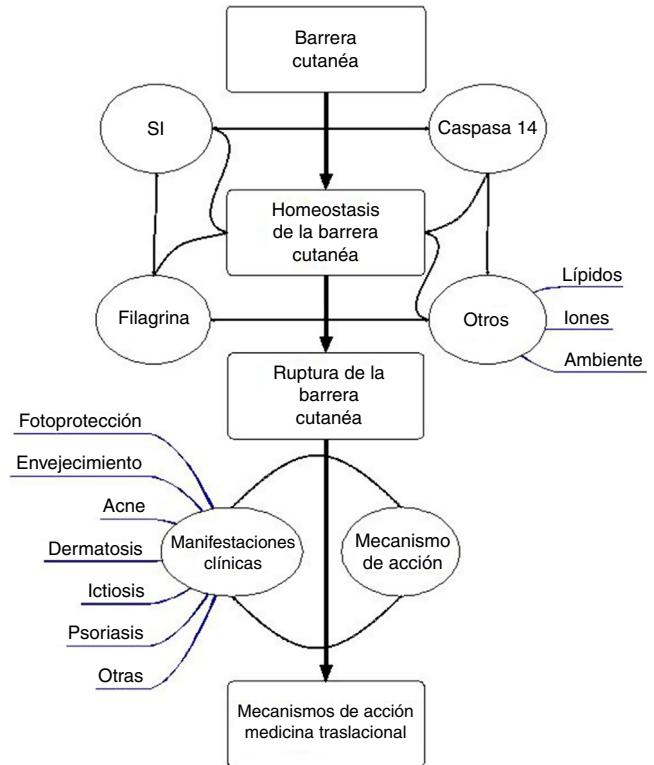 Barrera
cutanéa
SI
Caspasa 14
Homeostasis
de la barrera
cutanéa
Filagrina
Otros
Lípidos
Iones
Ambiente
Ruptura de la
barrera
cutanéa
Fotoprotección
Envejecimiento
Acne
Dermatosis
Ictiosis
Psoriasis
Otras
Manifestaciones
clínicas
Mecanismo
de acción
Mecanismos de acción
medicina traslacional